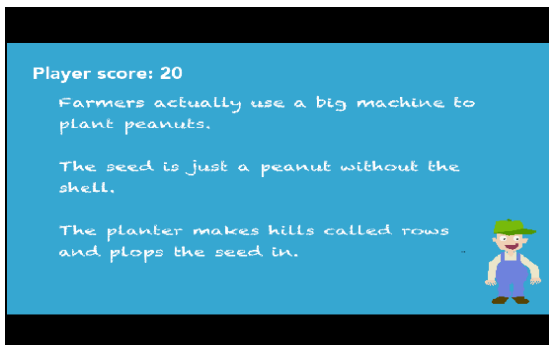 Player score: 20
Farmers actually use a big machine to
plant peanuts.
The seed is just a peanut without the
shell.
The planter makes hills called rows
and plops the seed in.